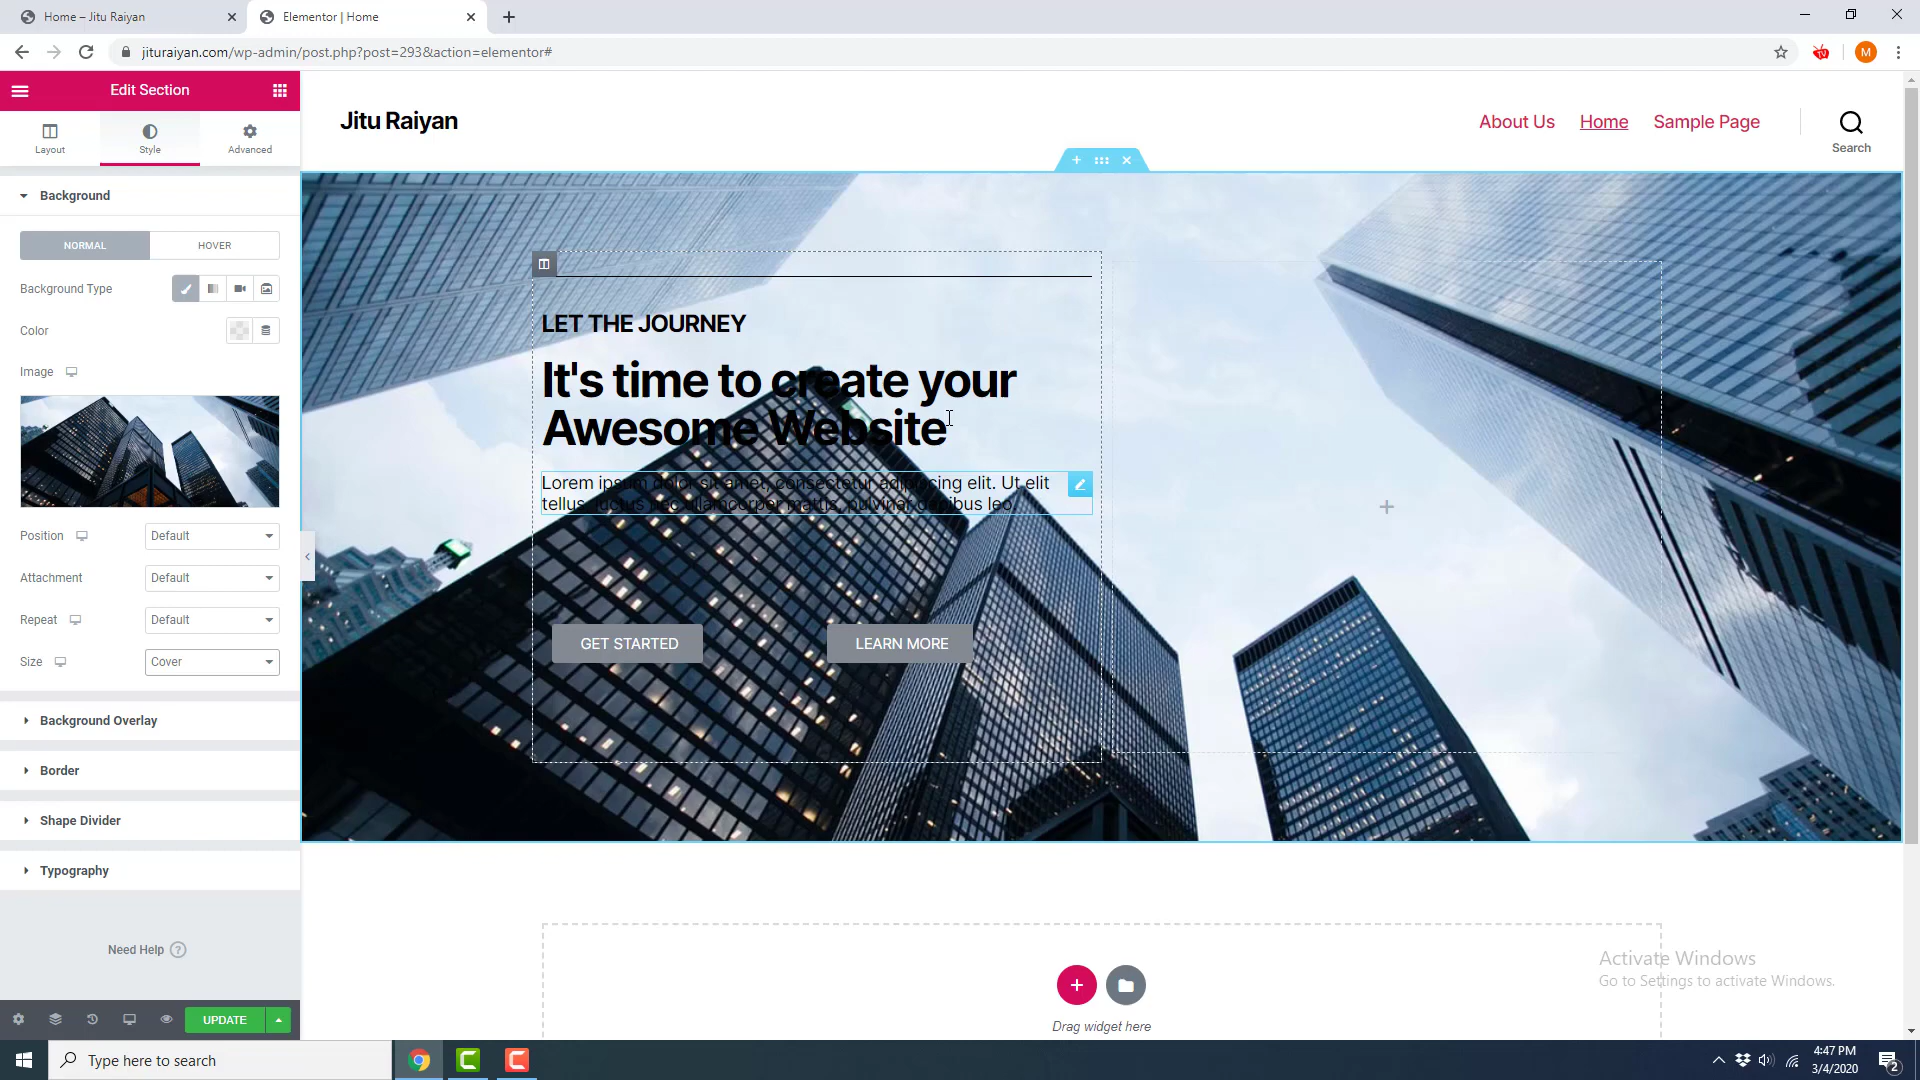 Home – Jitu Raiyan
Elementor | Home
jituraiyan.com/wp-admin/post.php?post=293&action=elementor#
TV
M
Edit Section
Layout
Style
Advanced
Background
NORMAL
HOVER
Background Type
Color
Image
Position
Default
Attachment
Default
Repeat
Default
Size
Cover
Background Overlay
Border
Shape Divider
Typography
Need Help ?
UPDATE
Jitu Raiyan
About Us
Home
Sample Page
Search
LET THE JOURNEY
It's time to create your
Awesome Website
Lorem ipsum dolor sit amet, consectetur adipiscing elit. Ut elit
tellus, luctus nec ullamcorper mattis, pulvinar dapibus leo.
GET STARTED
LEARN MORE
Drag widget here
Activate Windows
Go to Settings to activate Windows.
Type here to search
4:47 PM
3/4/2020
2